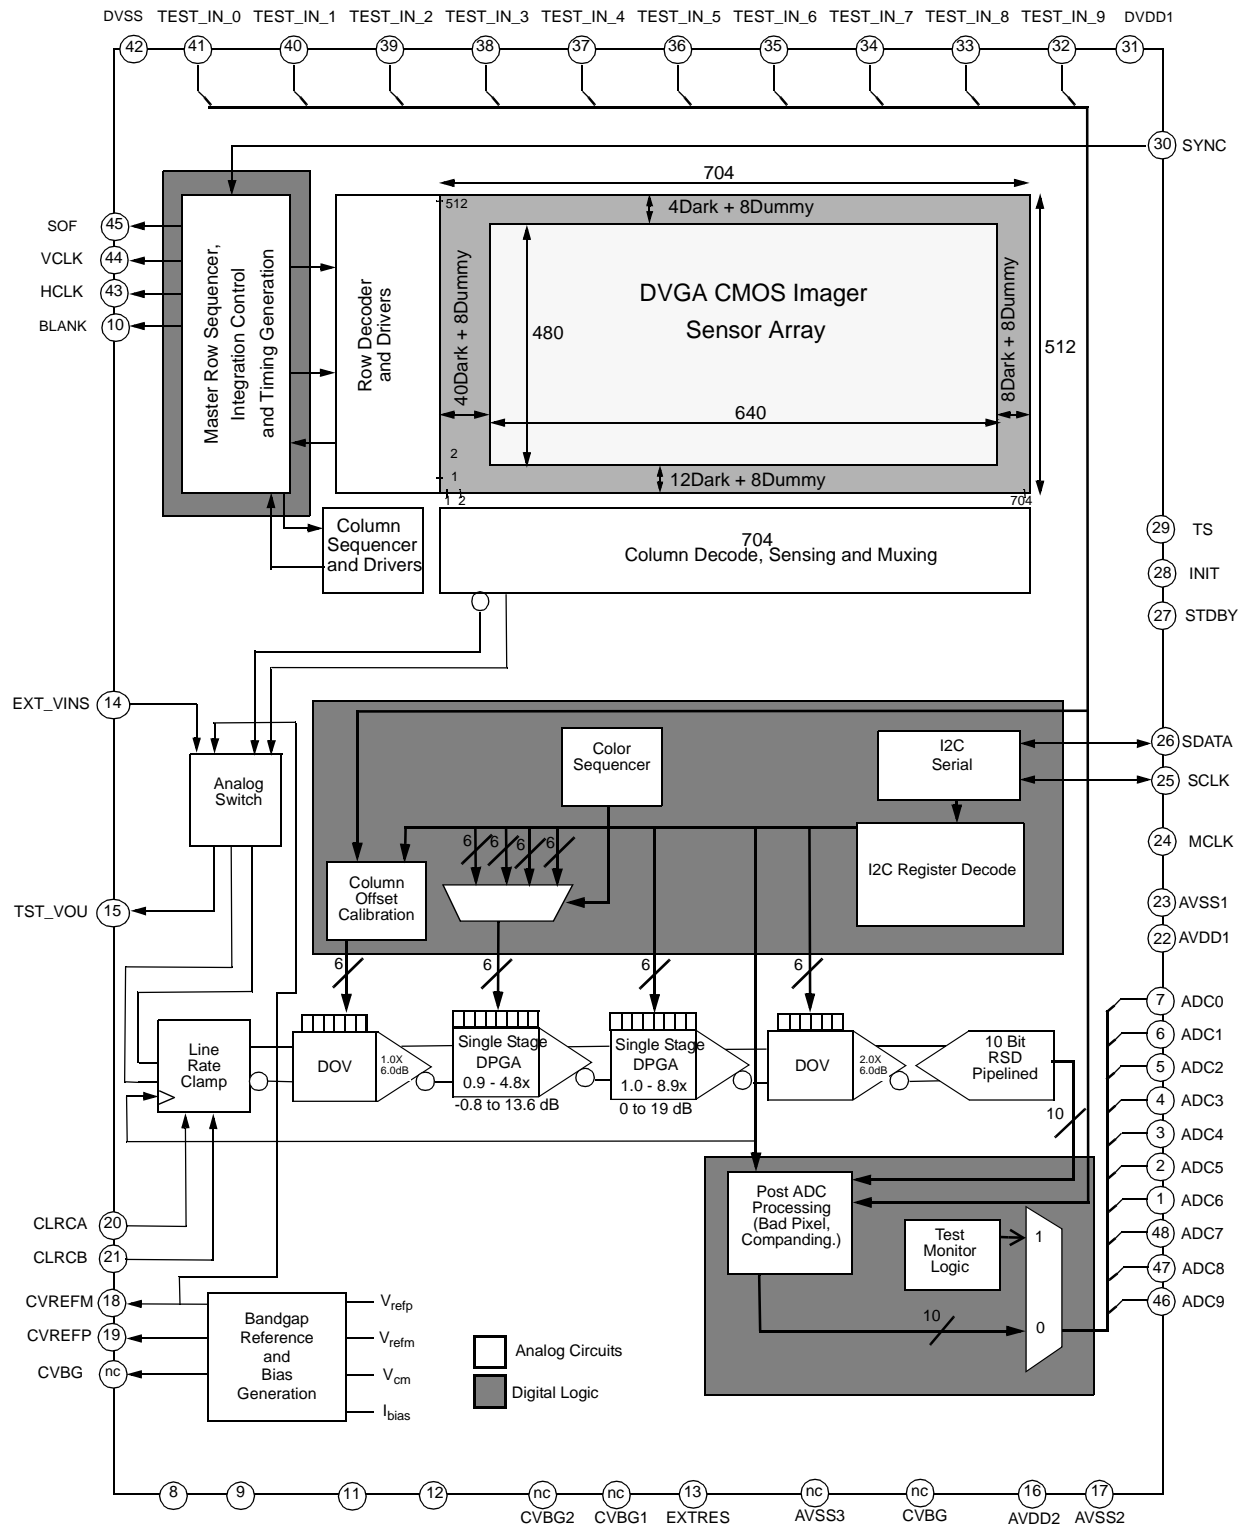 DVSS TEST_IN_0 TEST_IN_1 TEST_IN_2 TEST_IN_3 TEST_IN_4 TEST_IN_5 TEST_IN_6 TEST_IN_7 TEST_IN_8 TEST_IN_9 DVDD1
42 41 40 39 38 37 36 35 34 33 32 31
30 SYNC
704
SOF 45
VCLK 44
HCLK 43
BLANK 10
Master Row Sequencer,
Integration Control
and Timing Generation
Row Decoder
and Drivers
512
4Dark + 8Dummy
40Dark + 8Dummy
480
DVGA CMOS Imager
Sensor Array
640
8Dark + 8Dummy
512
2
1
12Dark + 8Dummy
1 2
704
Column
Sequencer
and Drivers
704
Column Decode, Sensing and Muxing
29 TS
28 INIT
27 STDBY
EXT_VINS 14
Analog
Switch
Color
Sequencer
I2C
Serial
26 SDATA
25 SCLK
6 6 6 6
24 MCLK
Column
Offset
Calibration
I2C Register Decode
TST_VOU 15
23 AVSS1
22 AVDD1
6 6 6 6
7 ADC0
6 ADC1
5 ADC2
4 ADC3
3 ADC4
2 ADC5
1 ADC6
48 ADC7
47 ADC8
46 ADC9
Line
Rate
Clamp
DOV
1.0X
6.0dB
Single Stage
DPGA
0.9 - 4.8x
-0.8 to 13.6 dB
Single Stage
DPGA
1.0 - 8.9x
0 to 19 dB
DOV
2.0X
6.0dB
10 Bit
RSD
Pipelined
10
CLRCA 20
CLRCB 21
CVREFM 18
CVREFP 19
CVBG nc
Post ADC
Processing
(Bad Pixel,
Companding.)
Test
Monitor
Logic
1
0
10
Bandgap
Reference
and
Bias
Generation
Vrefp
Vrefm
Vcm
Ibias
Analog Circuits
Digital Logic
8 9 11 12 nc nc 13 nc nc 16 17
CVBG2 CVBG1 EXTRES AVSS3 CVBG AVDD2 AVSS2